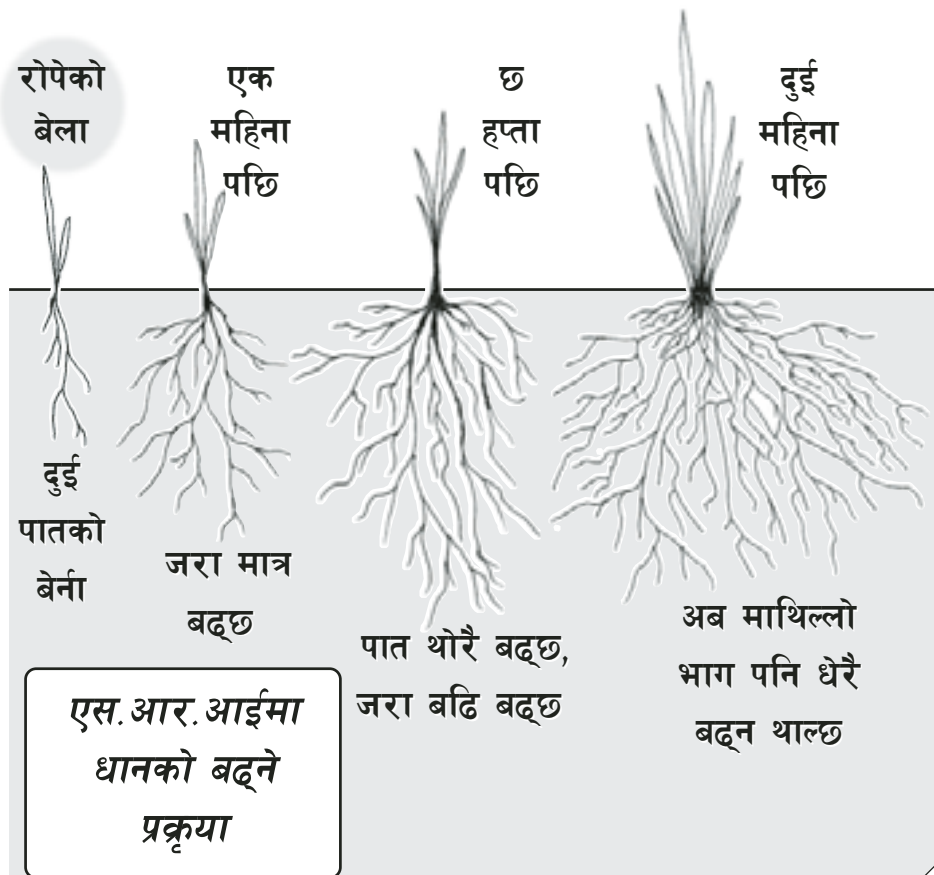 रोपेको
बेला
एक
महिना
पछि
छ
हप्ता
पछि
दुई
महिना
पछि
दुई
पातको
बेर्ना
जरा मात्र
बढ्छ
पात थोरै बढ्छ,
जरा बढि बढ्छ
अब माथिल्लो
भाग पनि धेरै
बढ्न थाल्छ
एस.आर.आईमा
धानको बढ्ने
प्रकृया